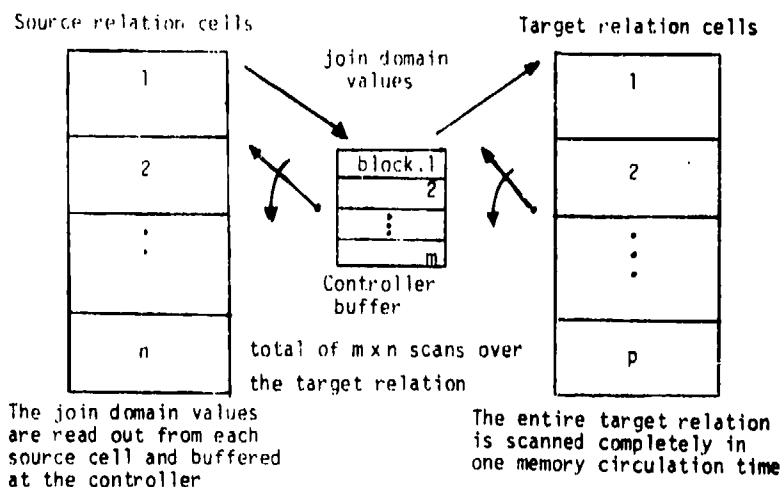 Source relation cells
1
2
n
The join domain values
are read out from each
source cell and buffered
at the controller
join domain
values
block.1
2
m
Controller
buffer
total of m x n scans over
the target relation
Target relation cells
1
2
p
The entire target relation
is scanned completely in
one memory circulation time